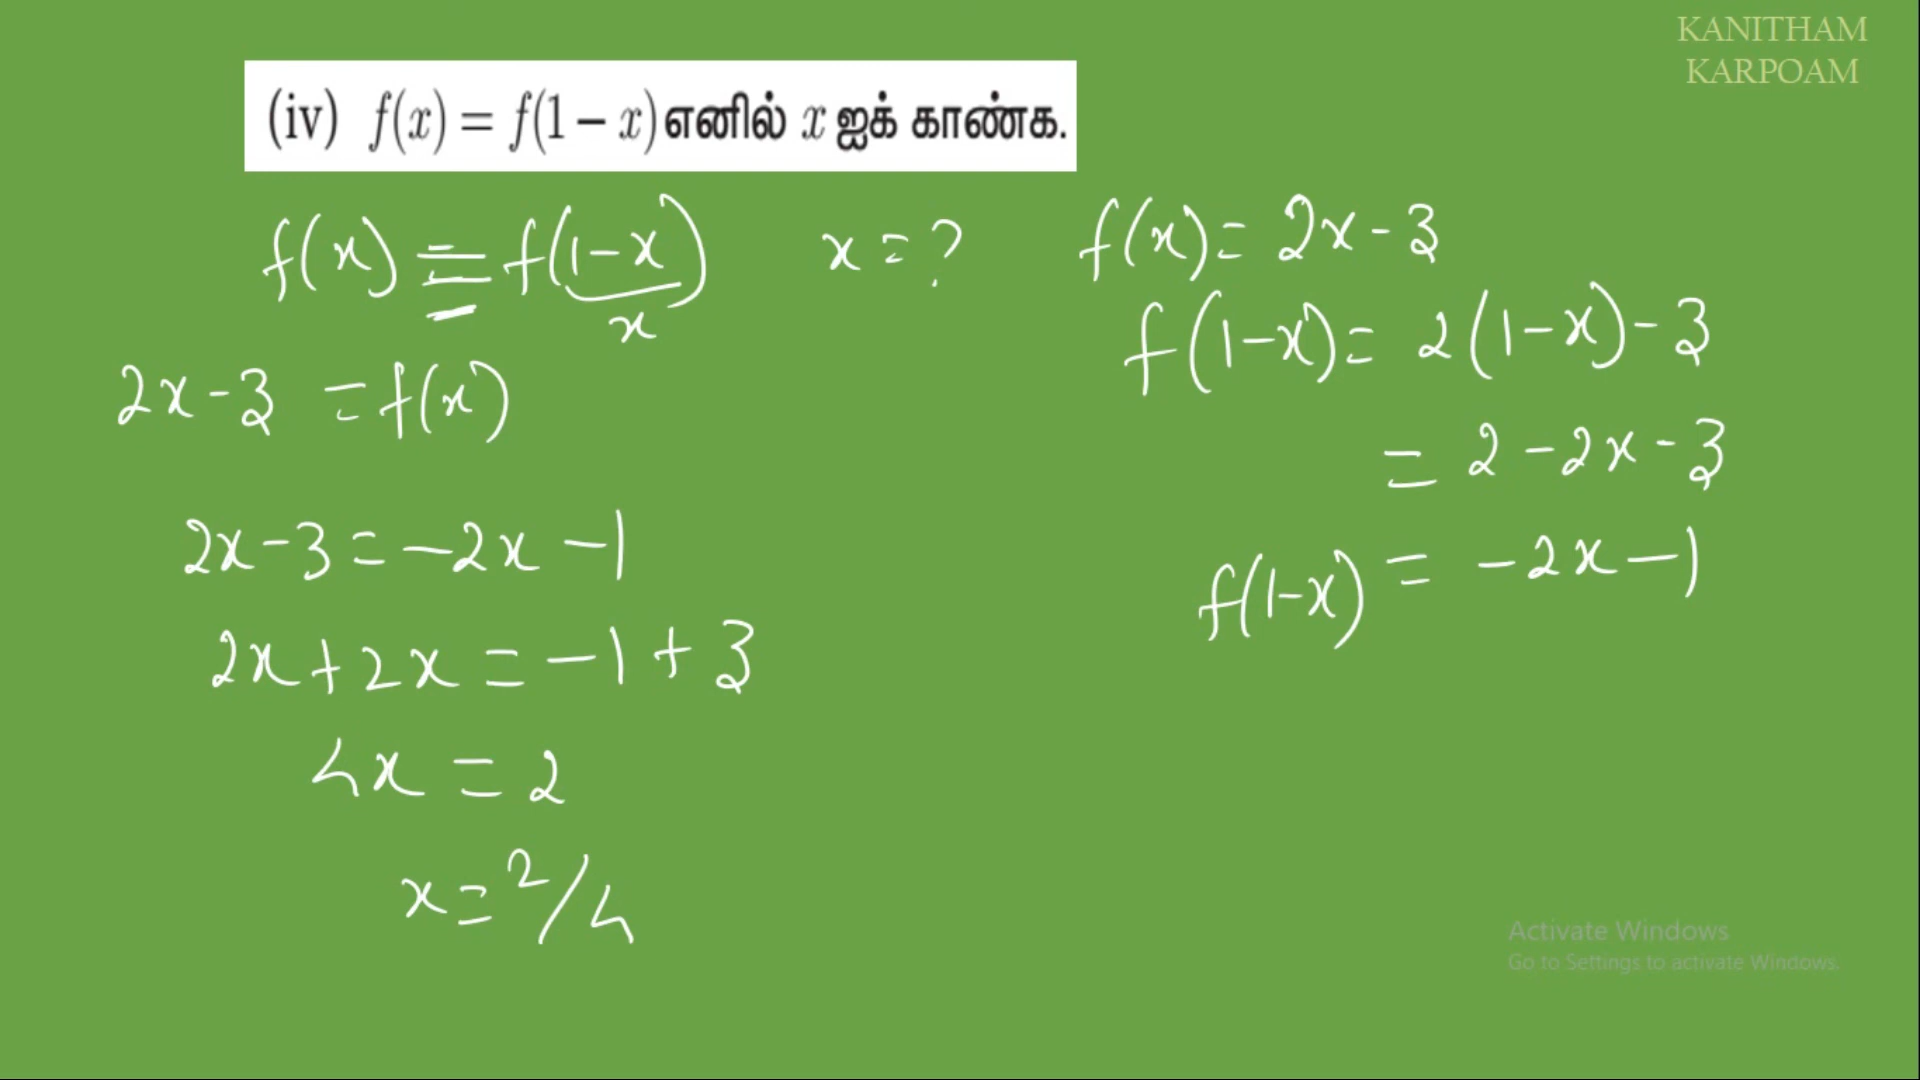 KANITHAM
KARPOAM
(iv) f(x) = f(1 – x) எனில் x ஐக் காண்க.
f(x) = f(1-x)
x
x = ?
2x-3 = f(x)
2x-3 = -2x -1
2x+2x = -1+3
4x = 2
x = 2/4
f(x) = 2x-3
f(1-x) = 2(1-x)-3
= 2-2x-3
f(1-x) = -2x-1
Activate Windows
Go to Settings to activate Windows.